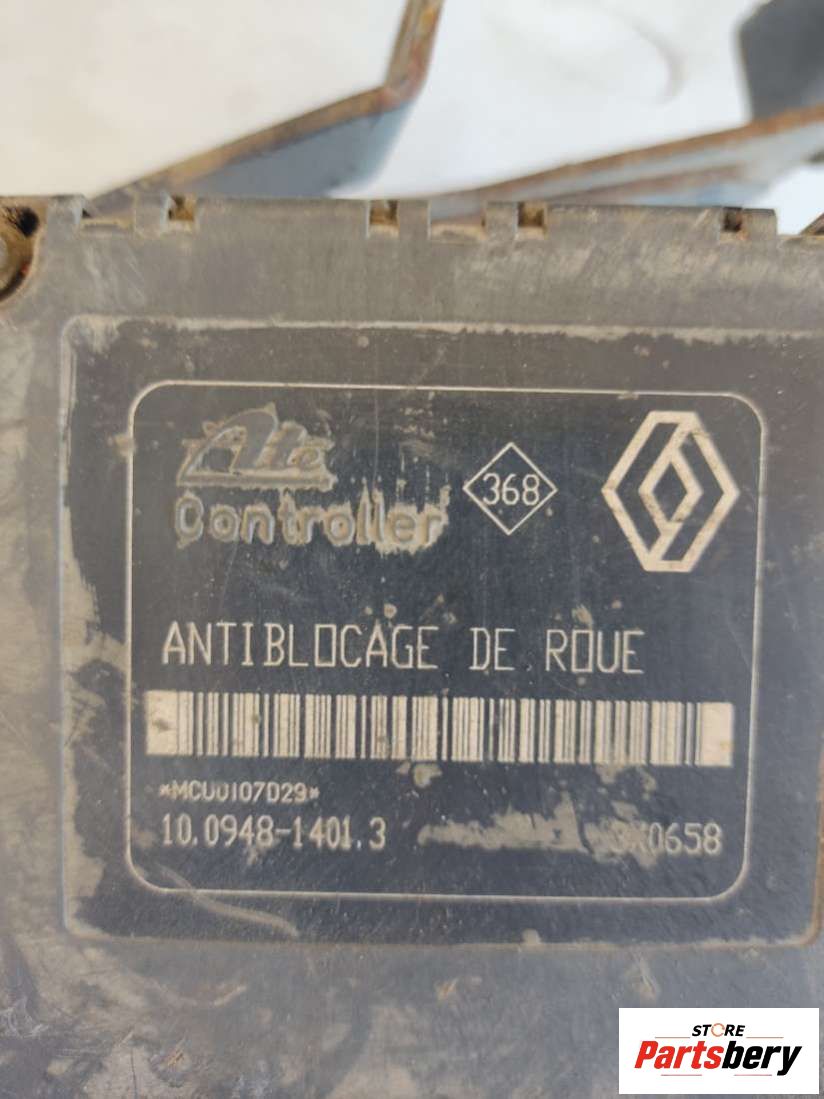 Ate
Controller
368
ANTIBLOCAGE DE ROUE
*MCU0107D29*
10.0948-1401.3
0658
STORE
Partsbery